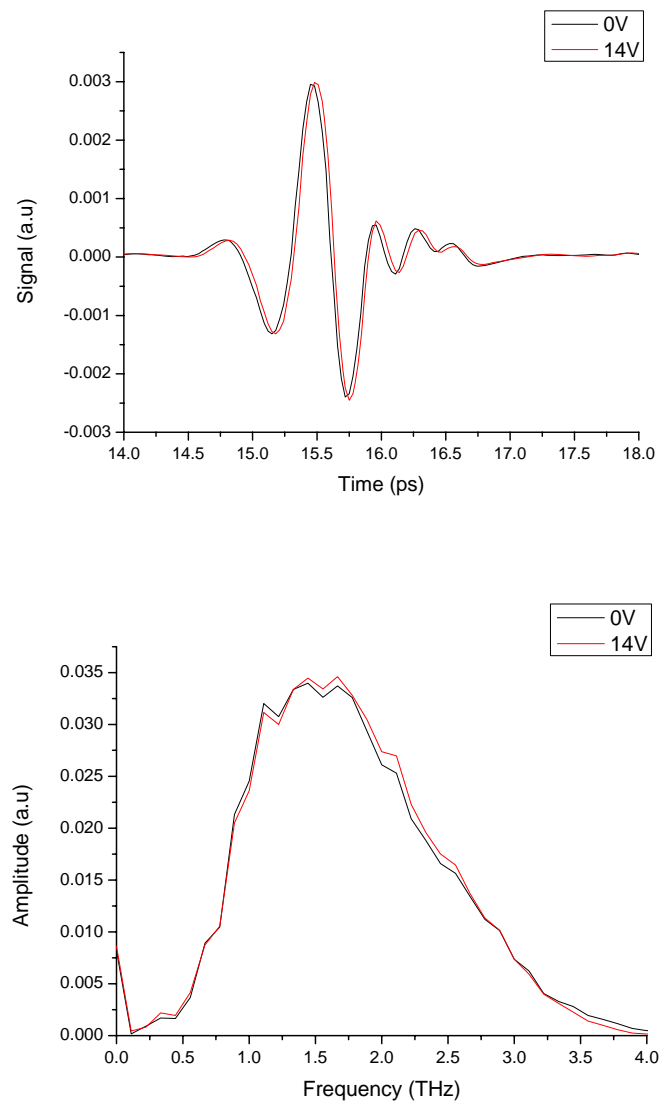 0V
14V
0.003
0.002
0.001
0.000
-0.001
-0.002
-0.003
Signal (a.u)
14.0 14.5 15.0 15.5 16.0 16.5 17.0 17.5 18.0
Time (ps)
0V
14V
0.035
0.030
0.025
0.020
0.015
0.010
0.005
0.000
Amplitude (a.u)
0.0 0.5 1.0 1.5 2.0 2.5 3.0 3.5 4.0
Frequency (THz)